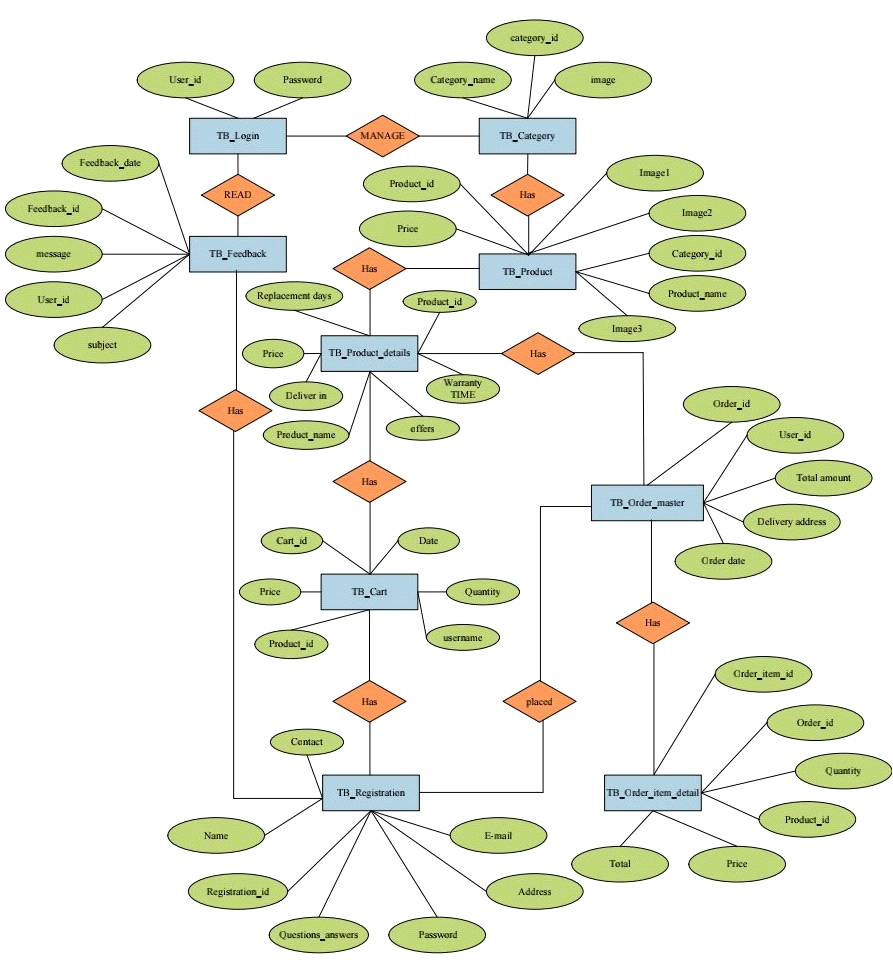 category_id
User_id
Password
Category_name
image
TB_Login
MANAGE
TB_Category
Feedback_date
READ
Product_id
Has
Image1
Feedback_id
Image2
Price
message
TB_Feedback
Category_id
Has
TB_Product
User_id
Replacement days
Product_id
Product_name
Image3
subject
Price
TB_Product_details
Has
Deliver in
Warranty
TIME
Has
Product_name
offers
Order_id
User_id
Has
Total amount
TB_Order_master
Delivery address
Cart_id
Date
Order date
Price
TB_Cart
Quantity
Has
Product_id
username
Order_item_id
Has
placed
Order_id
Contact
Quantity
TB_Registration
TB_Order_item_detail
Product_id
Name
E-mail
Total
Price
Registration_id
Address
Questions_answers
Password